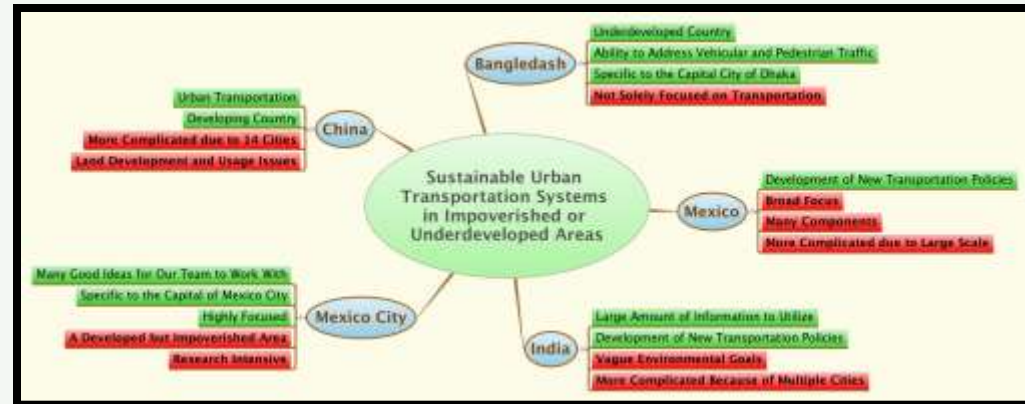 Sustainable Urban
Transportation Systems
in Impoverished or
Underdeveloped Areas
Bangledash
Underdeveloped Country
Ability to Address Vehicular and Pedestrian Traffic
Specific to the Capital City of Dhaka
Not Solely Focused on Transportation
Mexico
Development of New Transportation Policies
Broad Focus
Many Components
More Complicated due to Large Scale
India
Large Amount of Information to Utilize
Development of New Transportation Policies
Vague Environmental Goals
More Complicated Because of Multiple Cities
Mexico City
Many Good Ideas for Our Team to Work With
Specific to the Capital of Mexico City
Highly Focused
A Developed but Impoverished Area
Research Intensive
China
Urban Transportation
Developing Country
More Complicated due to 14 Cities
Land Development and Usage Issues